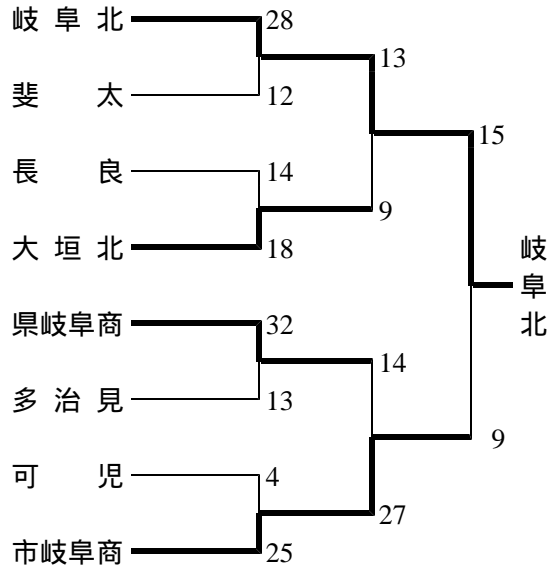 岐阜北 28
13
斐太 12
15
長良 14
9
大垣北 18
岐阜北
県岐阜商 32
14
多治見 13
9
可児 4
27
市岐阜商 25